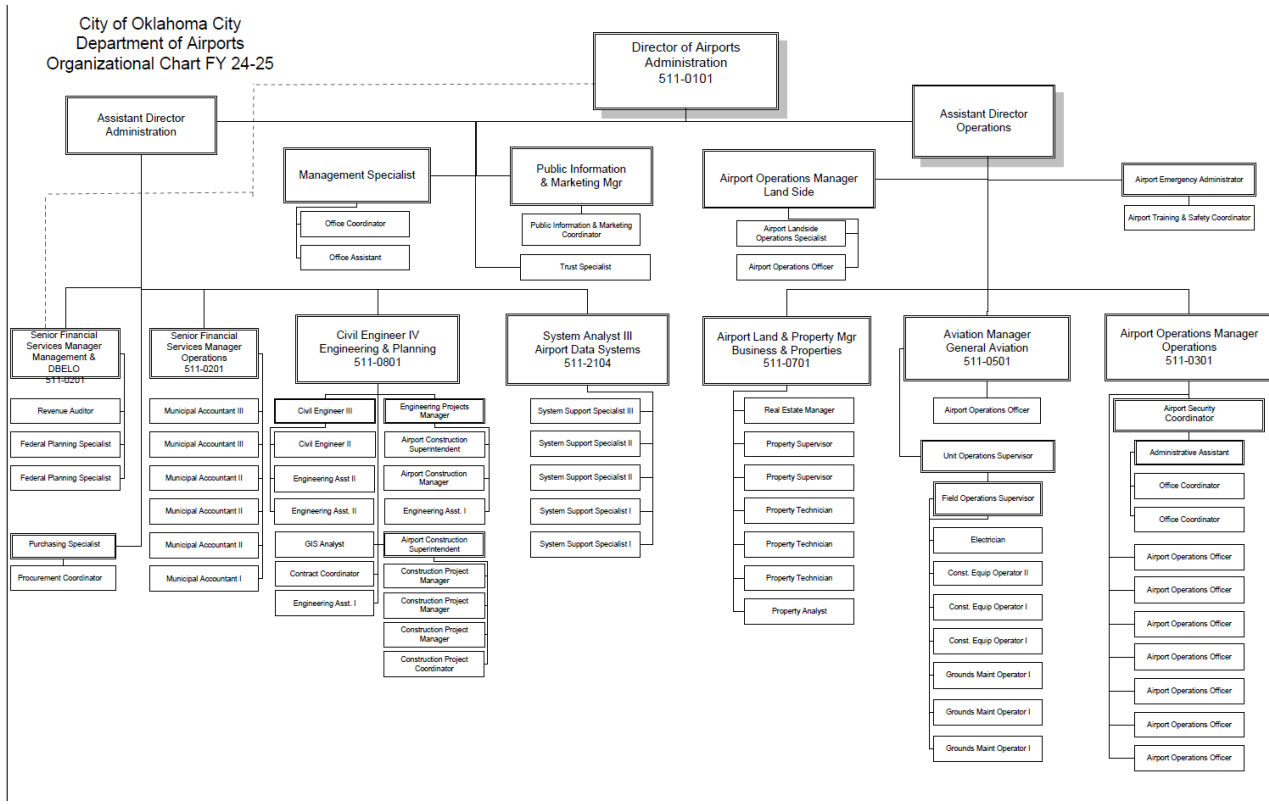 City of Oklahoma City
Department of Airports
Organizational Chart FY 24-25
Director of Airports
Administration
511-0101
Assistant Director
Administration
Assistant Director
Operations
Management Specialist
Office Coordinator
Office Assistant
Public Information
& Marketing Mgr
Public Information & Marketing
Coordinator
Trust Specialist
Airport Operations Manager
Land Side
Airport Landside
Operations Specialist
Airport Operations Officer
Airport Emergency Administrator
Airport Training & Safety Coordinator
Senior Financial
Services Manager
Management &
DBELO
511-0201
Revenue Auditor
Federal Planning Specialist
Federal Planning Specialist
Purchasing Specialist
Procurement Coordinator
Senior Financial
Services Manager
Operations
511-0201
Municipal Accountant III
Municipal Accountant III
Municipal Accountant II
Municipal Accountant II
Municipal Accountant II
Municipal Accountant I
Civil Engineer IV
Engineering & Planning
511-0801
Civil Engineer III
Civil Engineer II
Engineering Asst II
Engineering Asst. II
GIS Analyst
Contract Coordinator
Engineering Asst. I
Engineering Projects
Manager
Airport Construction
Superintendent
Airport Construction
Manager
Engineering Asst. I
Airport Construction
Superintendent
Construction Project
Manager
Construction Project
Manager
Construction Project
Manager
Construction Project
Coordinator
System Analyst III
Airport Data Systems
511-2104
System Support Specialist III
System Support Specialist II
System Support Specialist II
System Support Specialist I
System Support Specialist I
Airport Land & Property Mgr
Business & Properties
511-0701
Real Estate Manager
Property Supervisor
Property Supervisor
Property Technician
Property Technician
Property Technician
Property Analyst
Aviation Manager
General Aviation
511-0501
Airport Operations Officer
Unit Operations Supervisor
Field Operations Supervisor
Electrician
Const. Equip Operator II
Const. Equip Operator I
Const. Equip Operator I
Grounds Maint Operator I
Grounds Maint Operator I
Grounds Maint Operator I
Airport Operations Manager
Operations
511-0301
Airport Security
Coordinator
Administrative Assistant
Office Coordinator
Office Coordinator
Airport Operations Officer
Airport Operations Officer
Airport Operations Officer
Airport Operations Officer
Airport Operations Officer
Airport Operations Officer
Airport Operations Officer